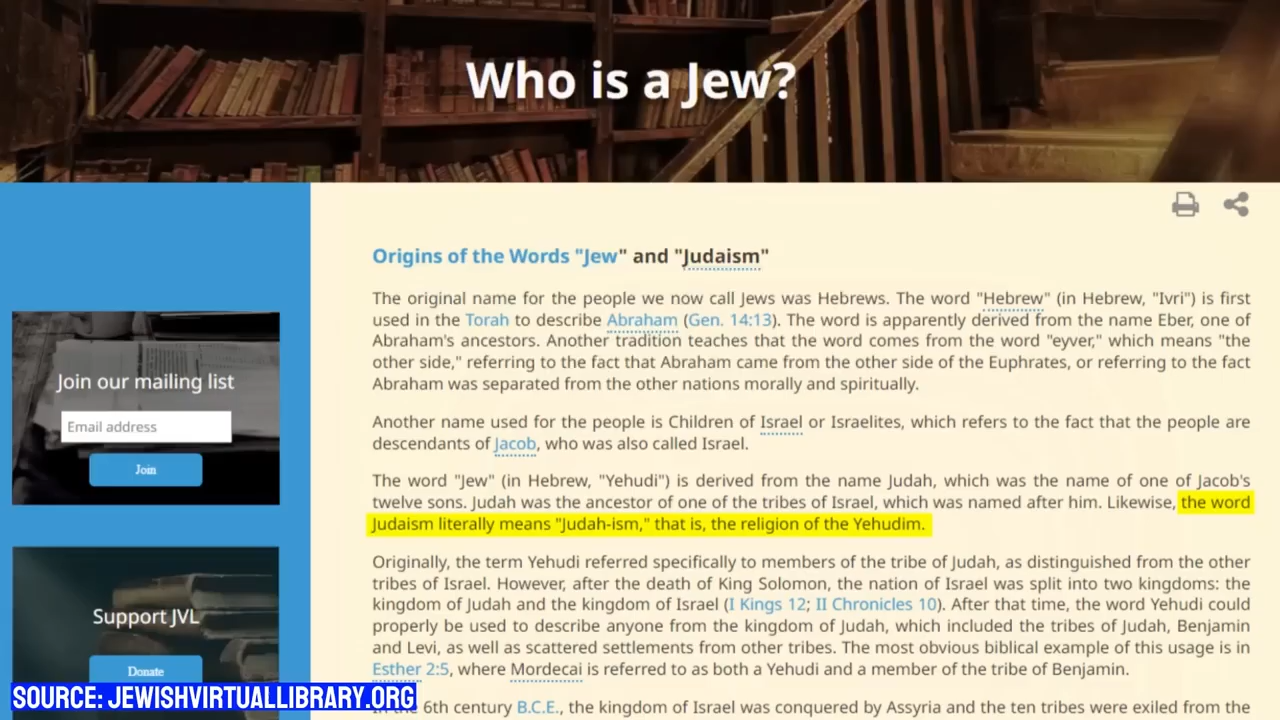 Who is a Jew?
Origins of the Words "Jew" and "Judaism"
The original name for the people we now call Jews was Hebrews. The word "Hebrew" (in Hebrew, "Ivri") is first
used in the Torah to describe Abraham (Gen. 14:13). The word is apparently derived from the name Eber, one of
Abraham's ancestors. Another tradition teaches that the word comes from the word "eyver," which means "the
other side," referring to the fact that Abraham came from the other side of the Euphrates, or referring to the fact
Abraham was separated from the other nations morally and spiritually.
Another name used for the people is Children of Israel or Israelites, which refers to the fact that the people are
descendants of Jacob, who was also called Israel.
The word "Jew" (in Hebrew, "Yehudi") is derived from the name Judah, which was the name of one of Jacob's
twelve sons. Judah was the ancestor of one of the tribes of Israel, which was named after him. Likewise, the word
Judaism literally means "Judah-ism," that is, the religion of the Yehudim.
Originally, the term Yehudi referred specifically to members of the tribe of Judah, as distinguished from the other
tribes of Israel. However, after the death of King Solomon, the nation of Israel was split into two kingdoms: the
kingdom of Judah and the kingdom of Israel (I Kings 12; II Chronicles 10). After that time, the word Yehudi could
properly be used to describe anyone from the kingdom of Judah, which included the tribes of Judah, Benjamin
and Levi, as well as scattered settlements from other tribes. The most obvious biblical example of this usage is in
Esther 2:5, where Mordecai is referred to as both a Yehudi and a member of the tribe of Benjamin.
In the 6th century B.C.E., the kingdom of Israel was conquered by Assyria and the ten tribes were exiled from the
Join our mailing list
Email address
Join
Support JVL
Donate
SOURCE: JEWISHVIRTUALLIBRARY.ORG